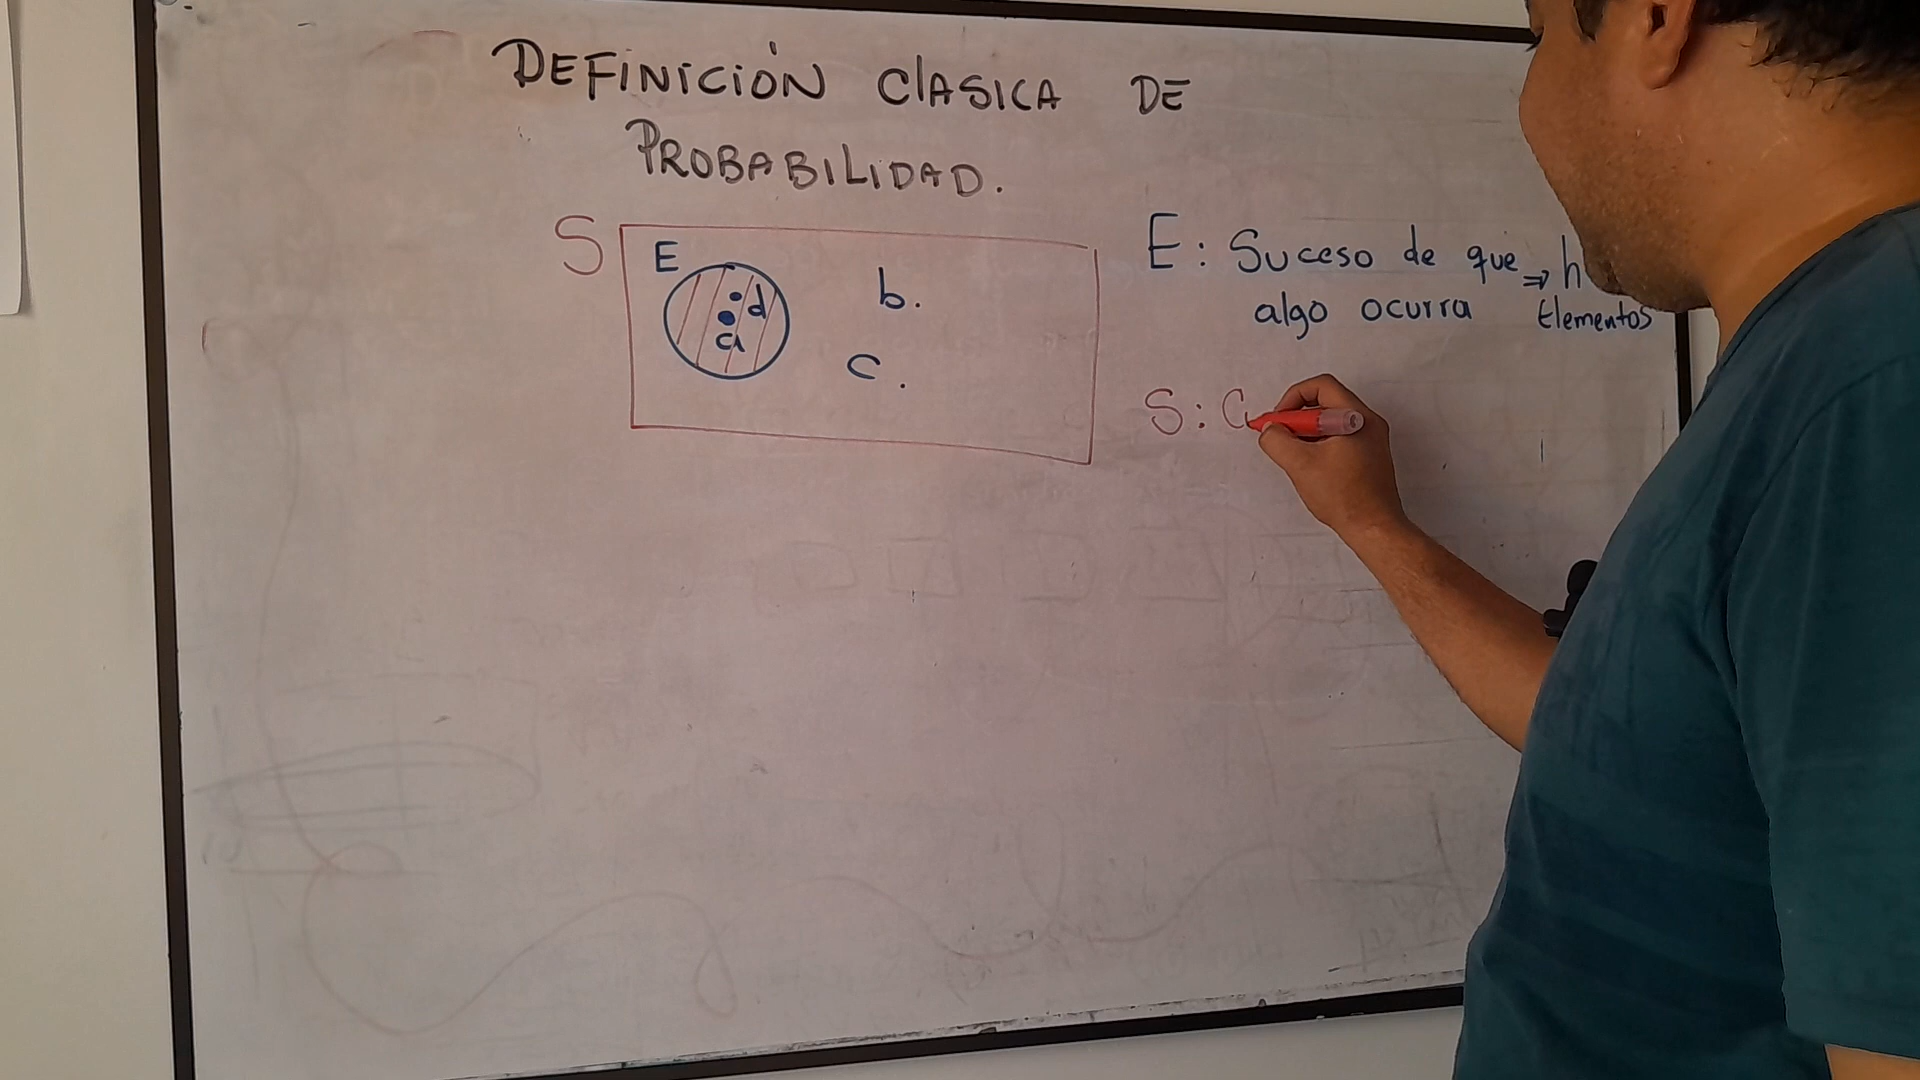 DEFINICIÓN CLASICA DE
PROBABILIDAD.
S
E
d
a
b.
c.
E: Suceso de que ⇒ h
algo ocurra Elementos
S: C